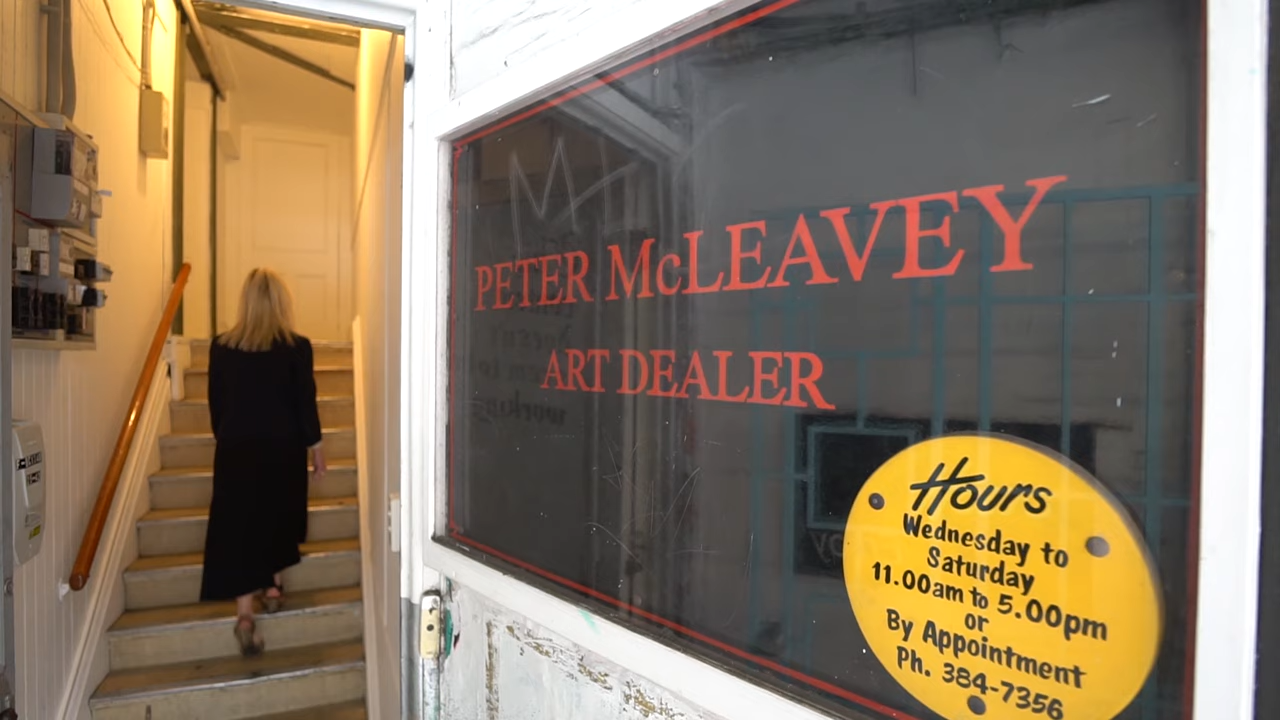 PETER McLEAVEY
ART DEALER
Hours
Wednesday to
Saturday
11.00am to 5.00pm
or
By Appointment
Ph. 384-7356